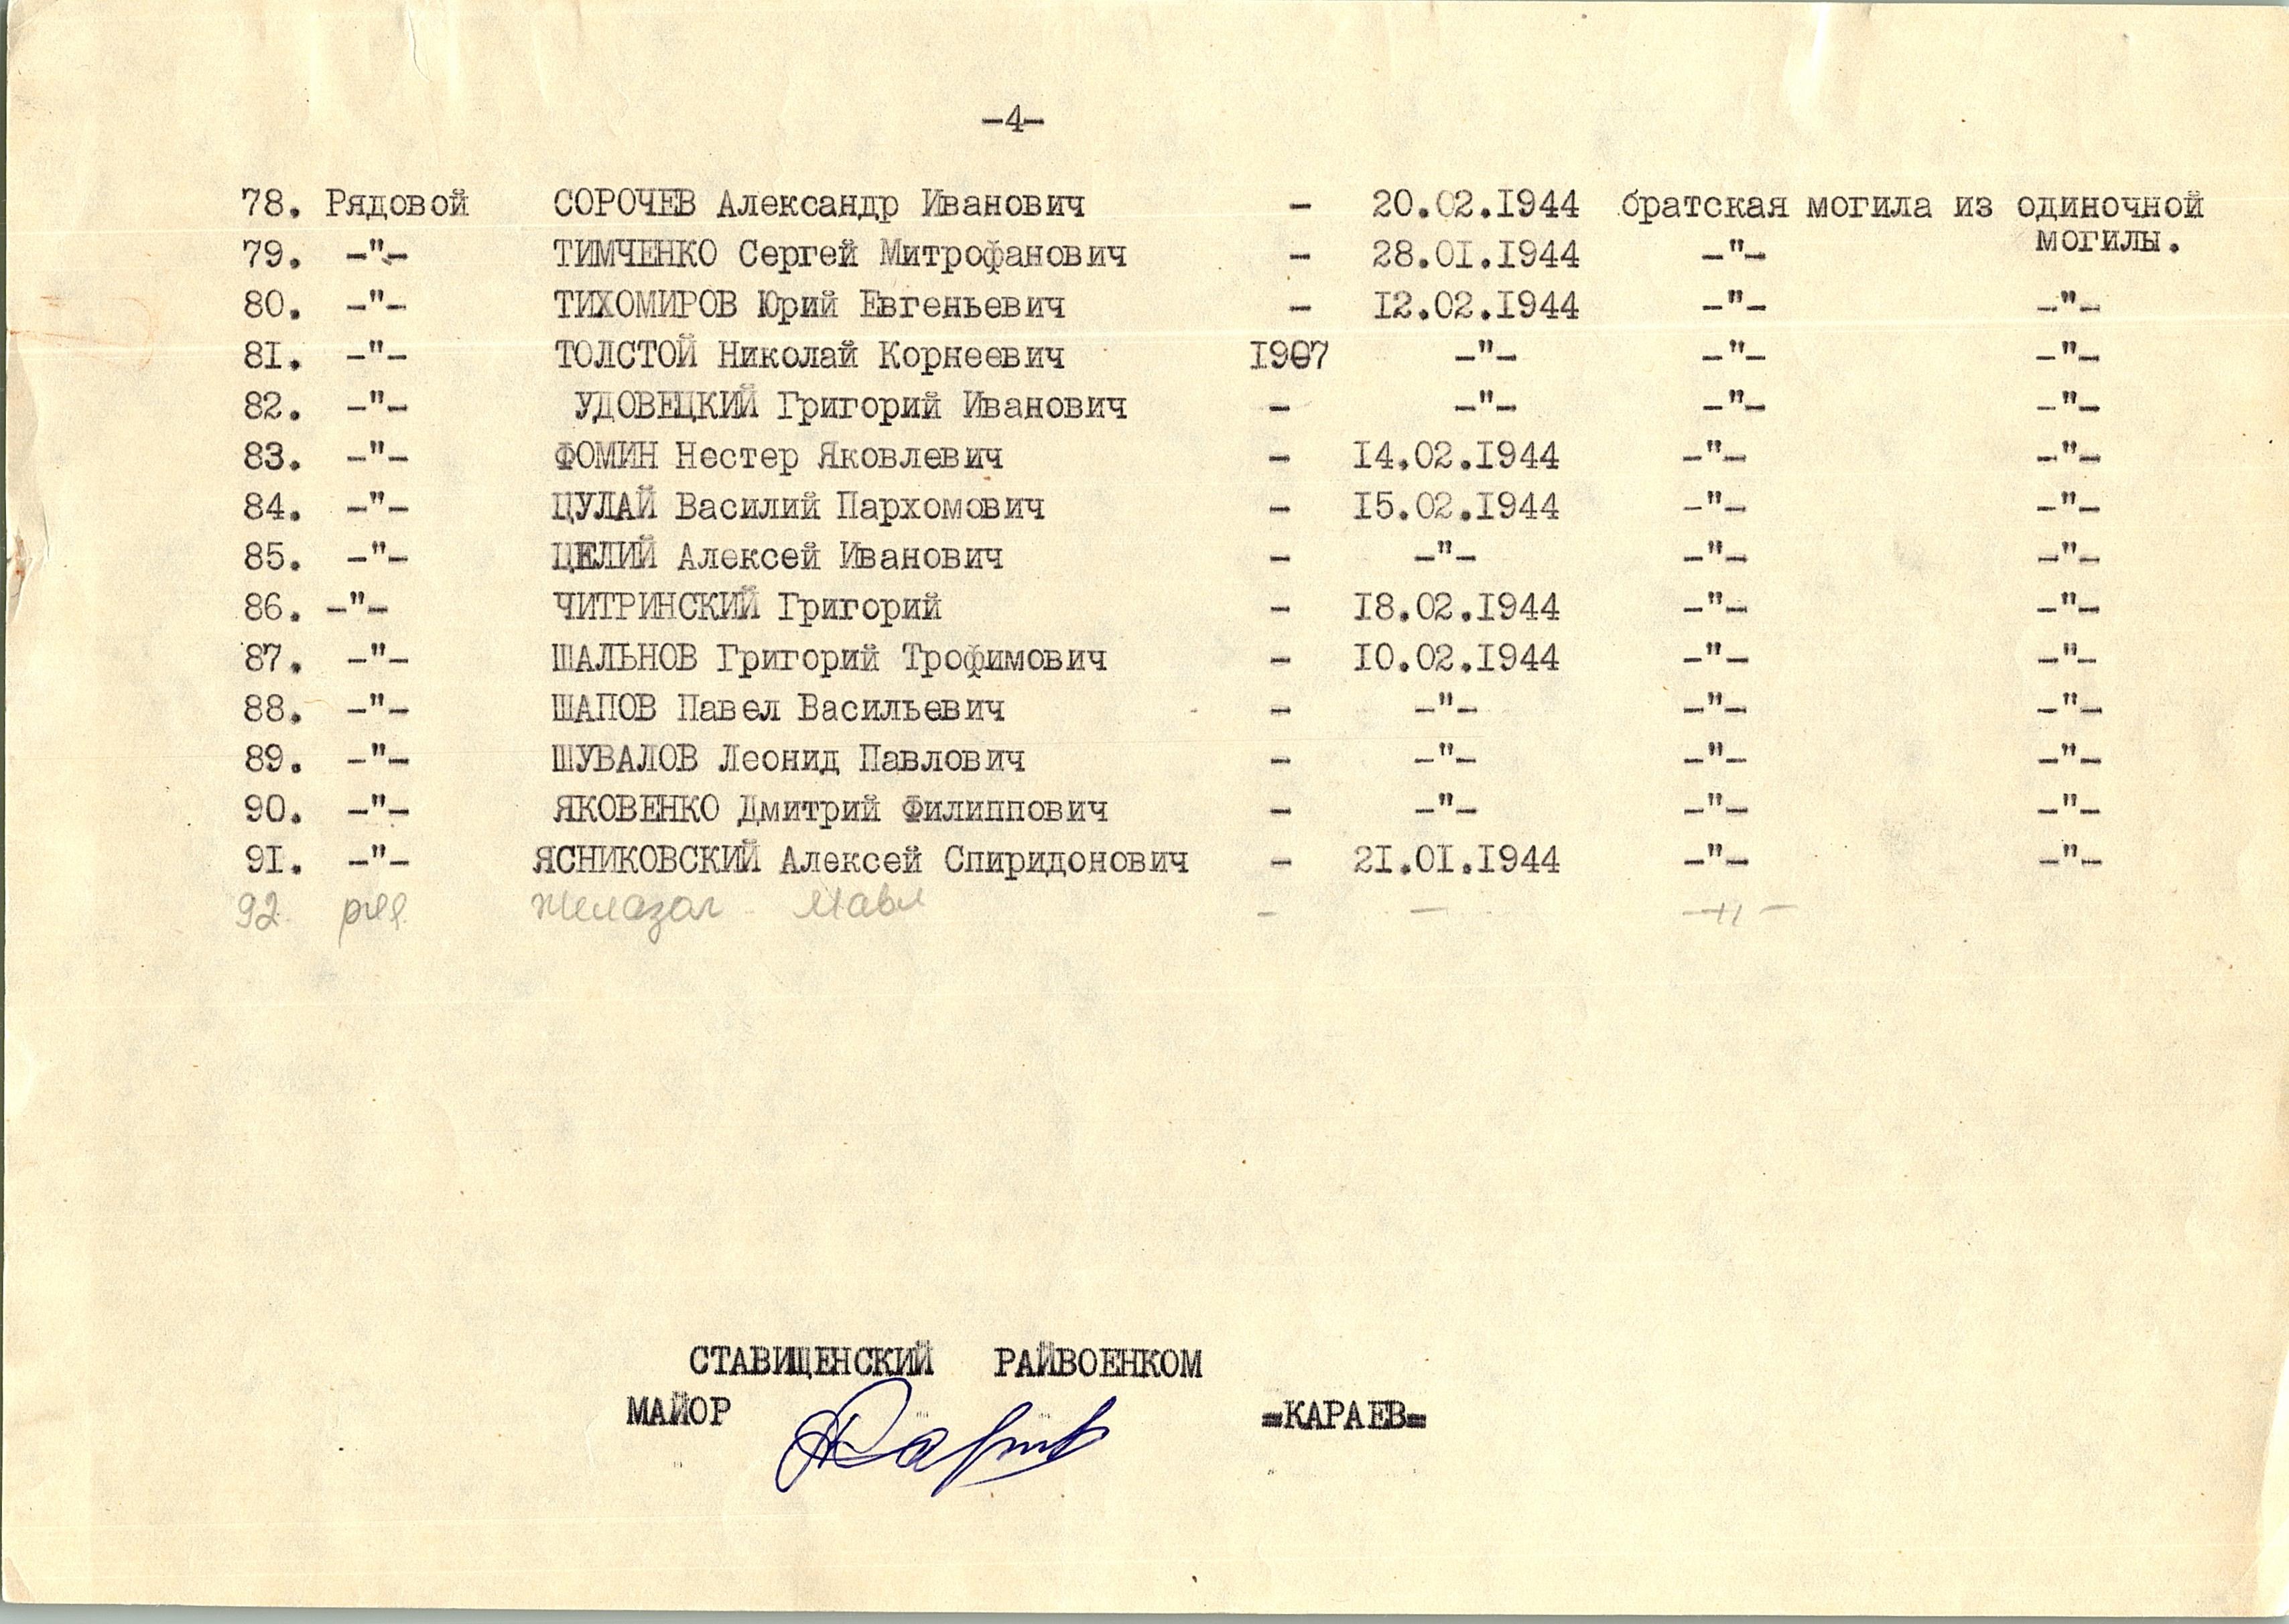 -4-
78. Рядовой СОРОЧЕВ Александр Иванович - 20.02.1944 братская могила из одиночной
могилы.
79. -"- ТИМЧЕНКО Сергей Митрофанович - 28.01.1944 -"-
80. -"- ТИХОМИРОВ Юрий Евгеньевич - 12.02.1944 -"- -"-
81. -"- ТОЛСТОЙ Николай Корнеевич 1907 -"- -"- -"-
82. -"- УДОВЕЦКИЙ Григорий Иванович - -"- -"- -"-
83. -"- ФОМИН Нестер Яковлевич - 14.02.1944 -"- -"-
84. -"- ЦУЛАЙ Василий Пархомович - 15.02.1944 -"- -"-
85. -"- ЦЕЛИЙ Алексей Иванович - -"- -"- -"-
86. -"- ЧИТРИНСКИЙ Григорий - 18.02.1944 -"- -"-
87. -"- ШАЛЬНОВ Григорий Трофимович - 10.02.1944 -"- -"-
88. -"- ШАПОВ Павел Васильевич - -"- -"- -"-
89. -"- ШУВАЛОВ Леонид Павлович - -"- -"- -"-
90. -"- ЯКОВЕНКО Дмитрий Филиппович - -"- -"- -"-
91. -"- ЯСНИКОВСКИЙ Алексей Спиридонович - 21.01.1944 -"- -"-
92. - - -"-
СТАВИЩЕНСКИЙ РАЙВОЕНКОМ
МАЙОР =КАРАЕВ=